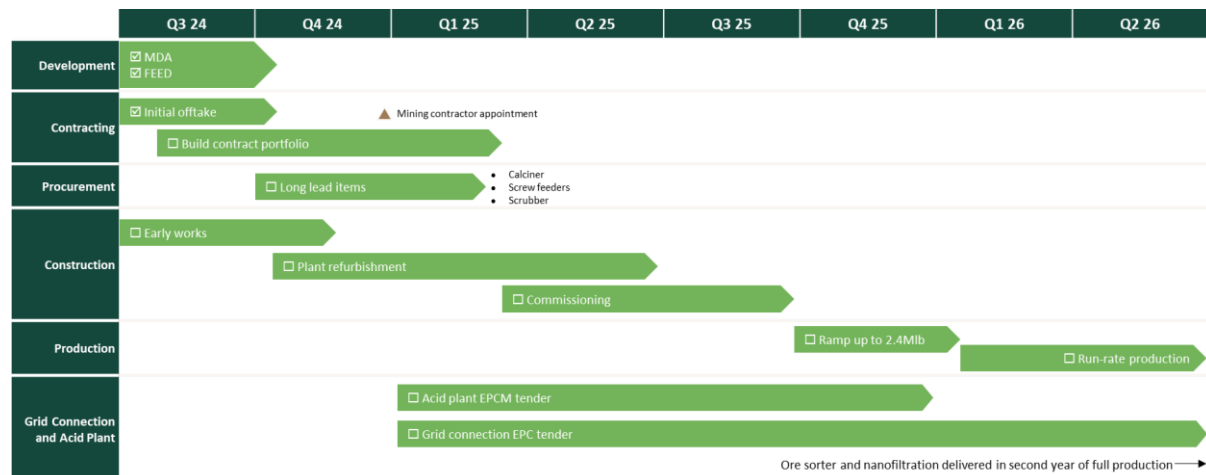 Q3 24 Q4 24 Q1 25 Q2 25 Q3 25 Q4 25 Q1 26 Q2 26
Development
☑ MDA
☑ FEED
Contracting
☑ Initial offtake
Mining contractor appointment
☐ Build contract portfolio
Procurement
☐ Long lead items
• Calciner
• Screw feeders
• Scrubber
Construction
☐ Early works
☐ Plant refurbishment
☐ Commissioning
Production
☐ Ramp up to 2.4Mlb
☐ Run-rate production
Grid Connection
and Acid Plant
☐ Acid plant EPCM tender
☐ Grid connection EPC tender
Ore sorter and nanofiltration delivered in second year of full production